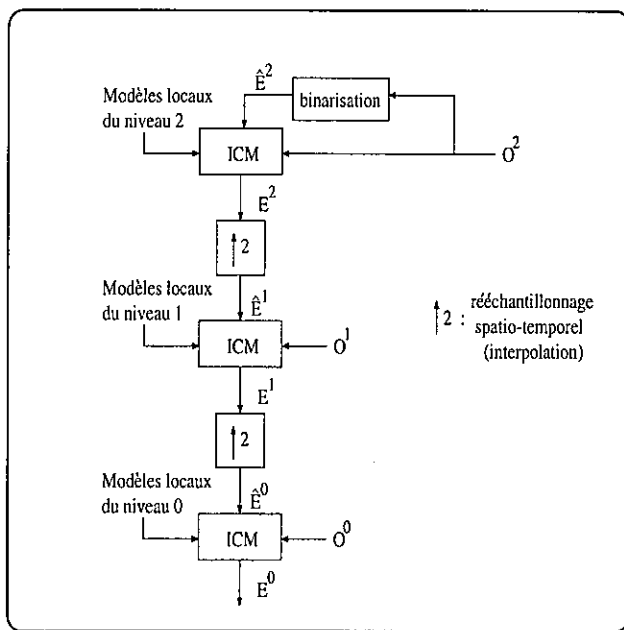 Ê²
binarisation
Modèles locaux
du niveau 2
ICM
O²
E²
↑ 2
Modèles locaux
du niveau 1
Ê¹
ICM
O¹
↑ 2 : rééchantillonnage
spatio-temporel
(interpolation)
E¹
↑ 2
Modèles locaux
du niveau 0
Ê⁰
ICM
O⁰
E⁰